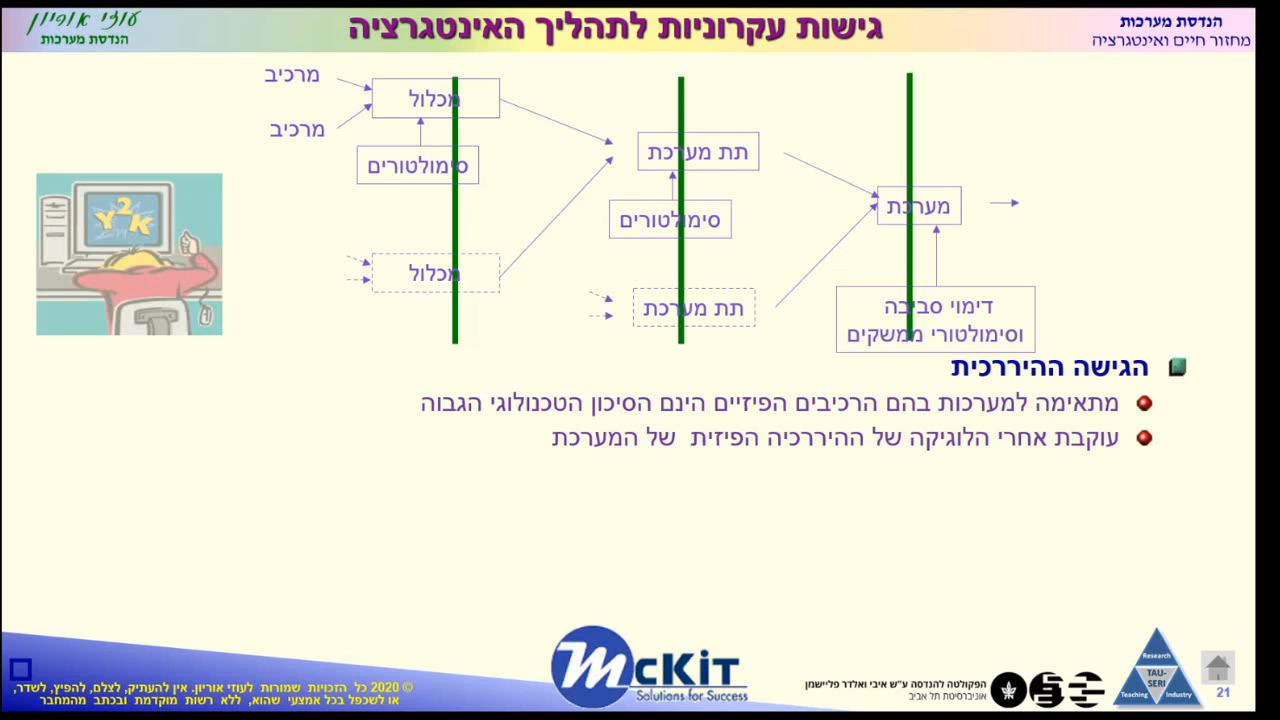 הנדסת מערכות
מחזור חיים ואינטגרציה
גישות עקרוניות לתהליך האינטגרציה
עוזי אוריון
הנדסת מערכות
מרכיב
מרכיב
מכלול
סימולטורים
מכלול
תת מערכת
סימולטורים
תת מערכת
מערכת
דימוי סביבה
וסימולטורי ממשקים
Y2K
הגישה ההיררכית
מתאימה למערכות בהם הרכיבים הפיזיים הינם הסיכון הטכנולוגי הגבוה
עוקבת אחרי הלוגיקה של ההיררכיה הפיזית של המערכת
© 2020 כל הזכויות שמורות לעוזי אוריון. אין להעתיק, לצלם, להפיץ, לשדר,
או לשכפל בכל אמצעי שהוא, ללא רשות מוקדמת ובכתב מהמחבר
McKit
Solutions for Success
הפקולטה להנדסה ע"ש איבי ואלדר פליישמן
אוניברסיטת תל אביב
Research
TAU-
SERI
Teaching Industry
21